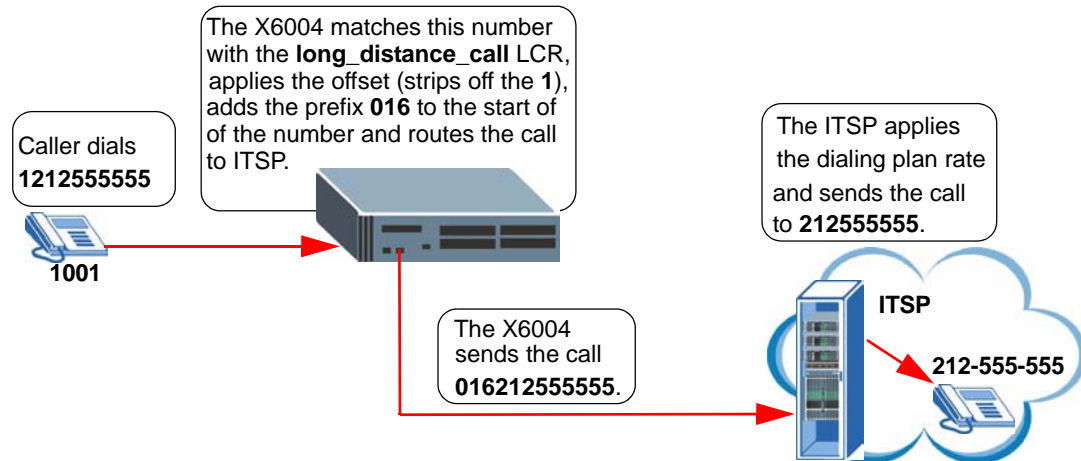 The X6004 matches this number
with the long_distance_call LCR,
applies the offset (strips off the 1),
adds the prefix 016 to the start of
of the number and routes the call
to ITSP.
Caller dials
1212555555
1001
The X6004
sends the call
016212555555.
The ITSP applies
the dialing plan rate
and sends the call
to 212555555.
ITSP
212-555-555